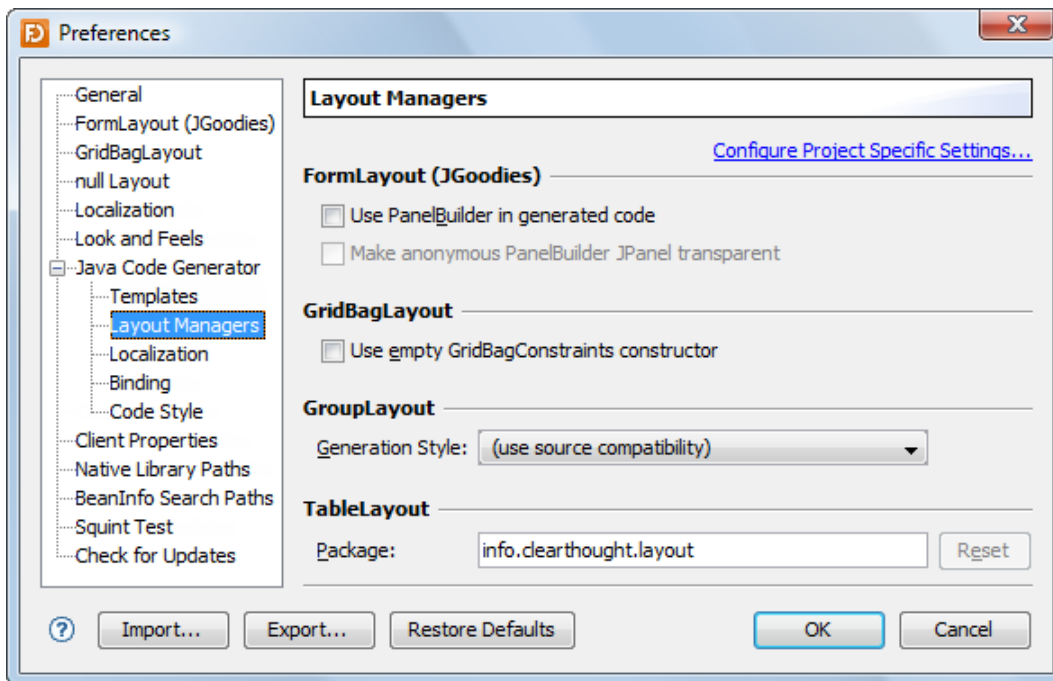 Preferences
General
FormLayout (JGoodies)
GridBagLayout
null Layout
Localization
Look and Feels
Java Code Generator
Templates
Layout Managers
Localization
Binding
Code Style
Client Properties
Native Library Paths
BeanInfo Search Paths
Squint Test
Check for Updates
Layout Managers
Configure Project Specific Settings...
FormLayout (JGoodies)
Use PanelBuilder in generated code
Make anonymous PanelBuilder JPanel transparent
GridBagLayout
Use empty GridBagConstraints constructor
GroupLayout
Generation Style: (use source compatibility)
TableLayout
Package: info.clearthought.layout Reset
? Import... Export... Restore Defaults OK Cancel